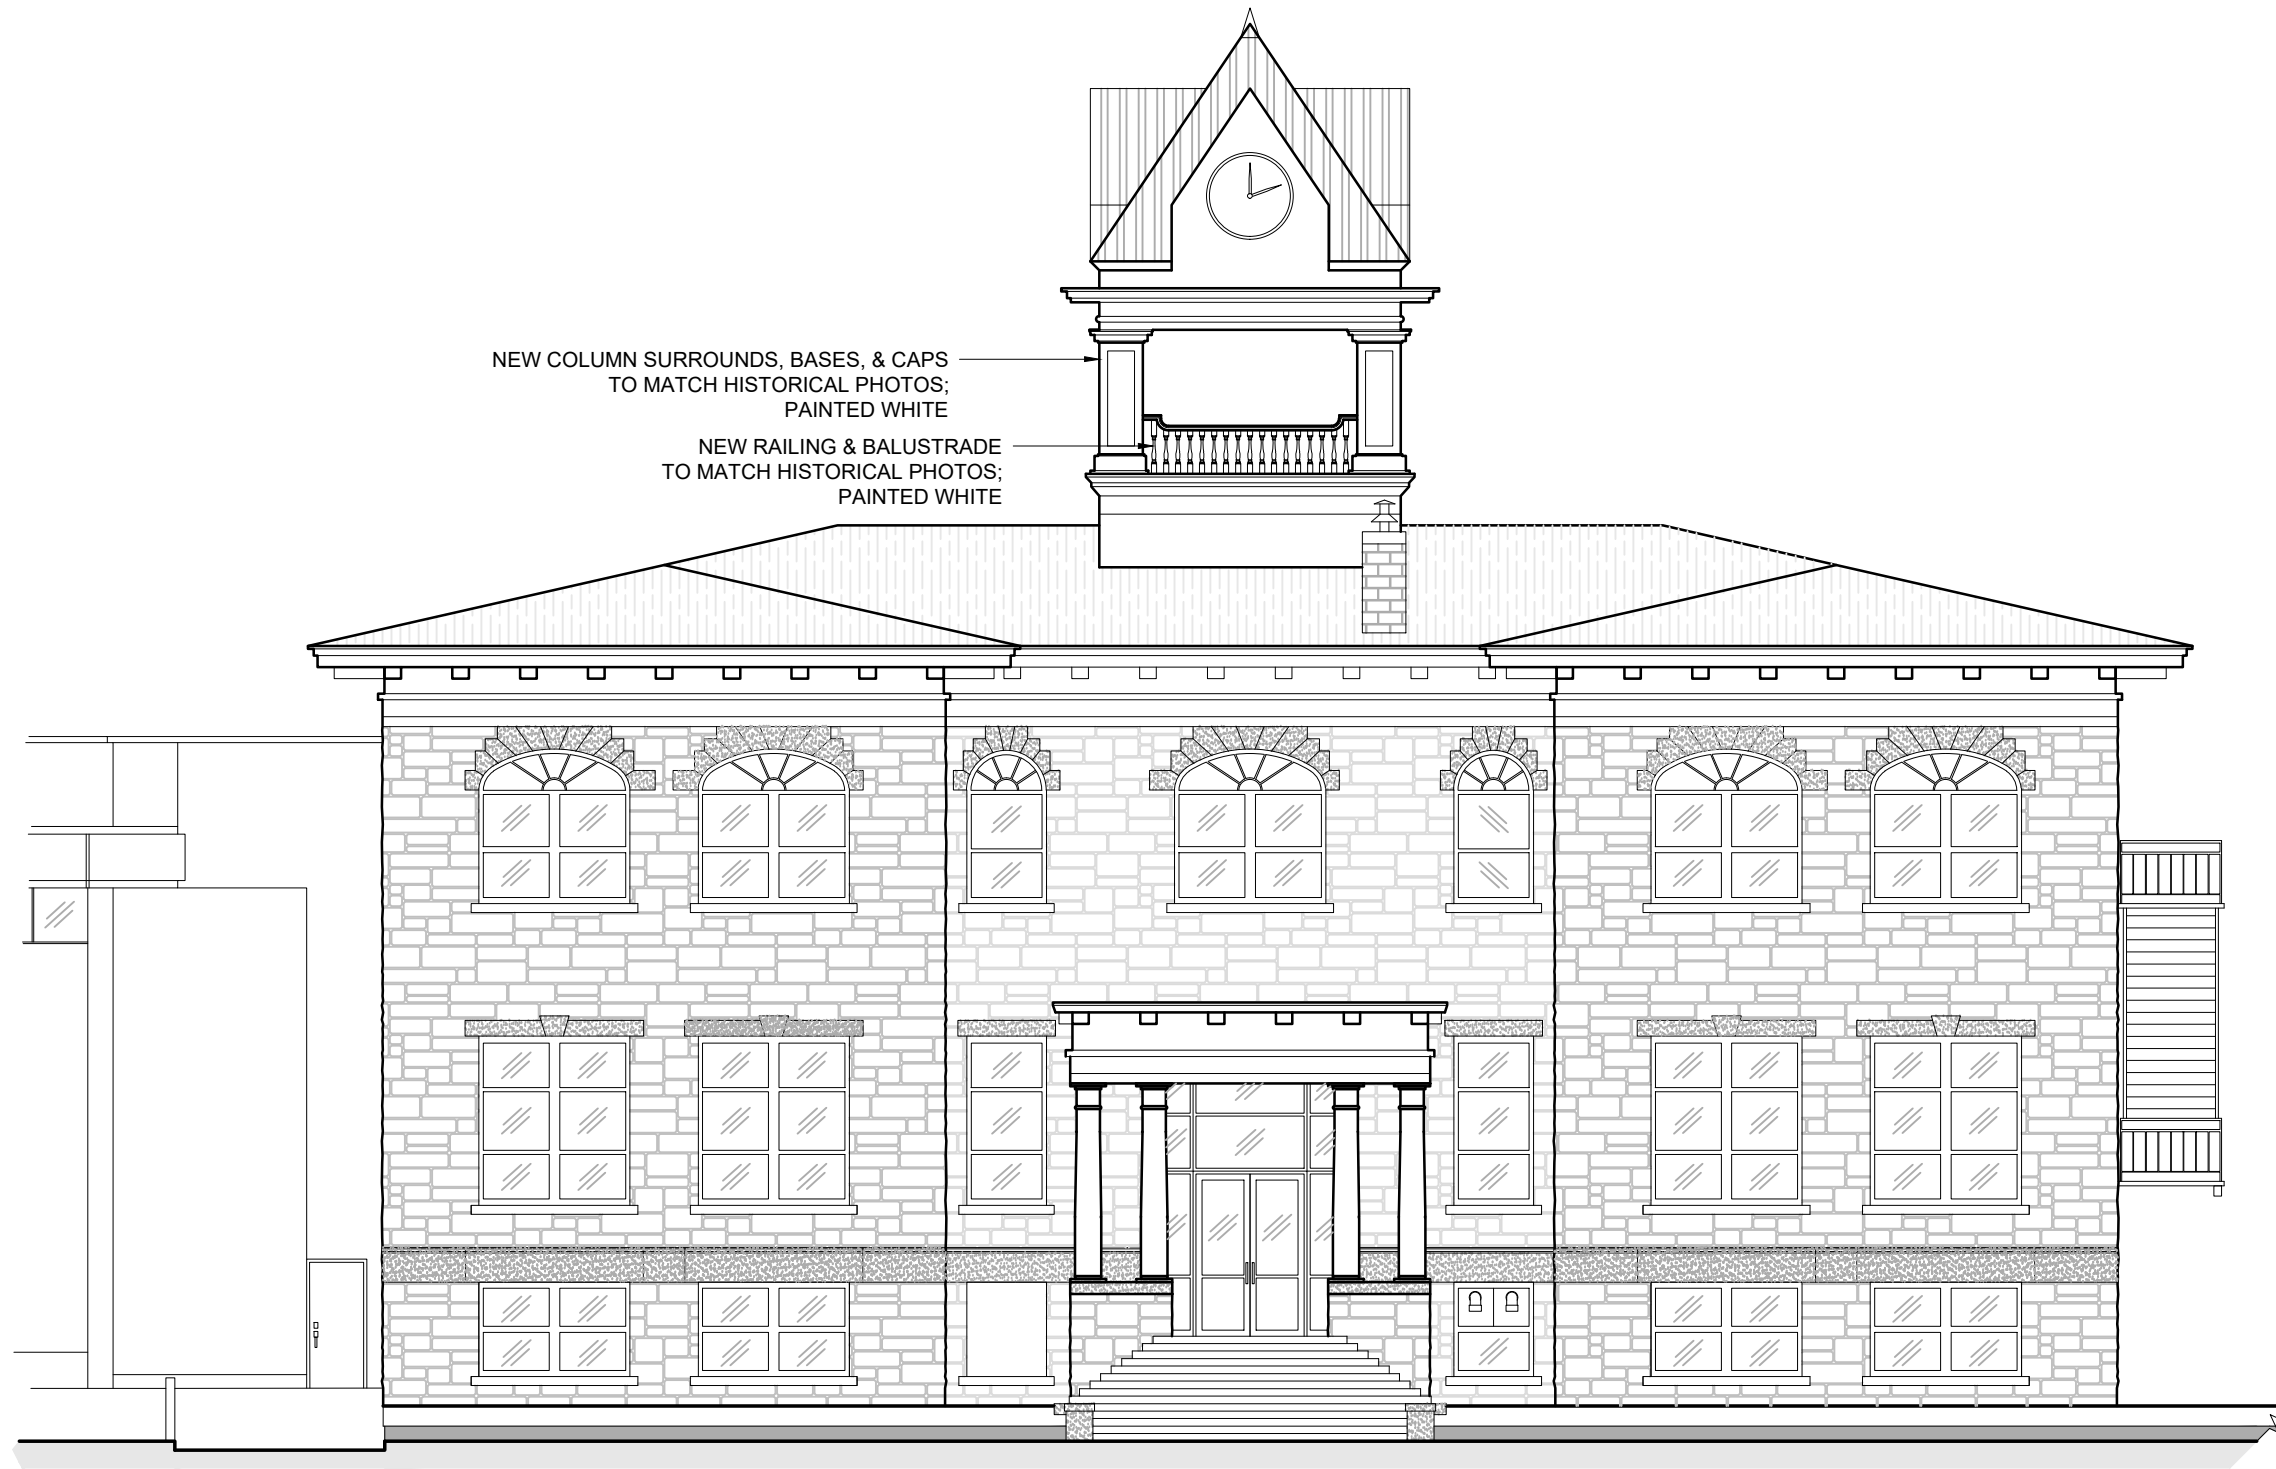 NEW COLUMN SURROUNDS, BASES, & CAPS
TO MATCH HISTORICAL PHOTOS;
PAINTED WHITE
NEW RAILING & BALUSTRADE
TO MATCH HISTORICAL PHOTOS;
PAINTED WHITE